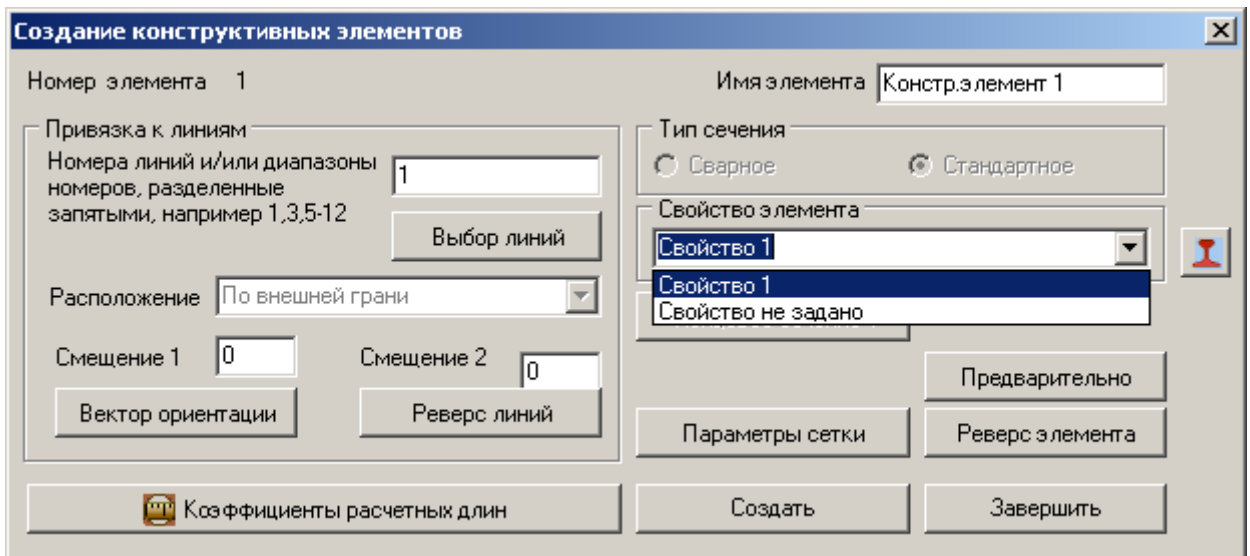 Создание конструктивных элементов
Номер элемента 1
Имя элемента Констр.элемент 1
Привязка к линиям
Номера линий и/или диапазоны
номеров, разделенные
запятыми, например 1,3,5-12
1
Выбор линий
Расположение По внешней грани
Смещение 1 0
Смещение 2 0
Вектор ориентации
Реверс линий
Тип сечения
Сварное
Стандартное
Свойство элемента
Свойство 1
Свойство 1
Свойство не задано
Предварительно
Параметры сетки
Реверс элемента
Коэффициенты расчетных длин
Создать
Завершить